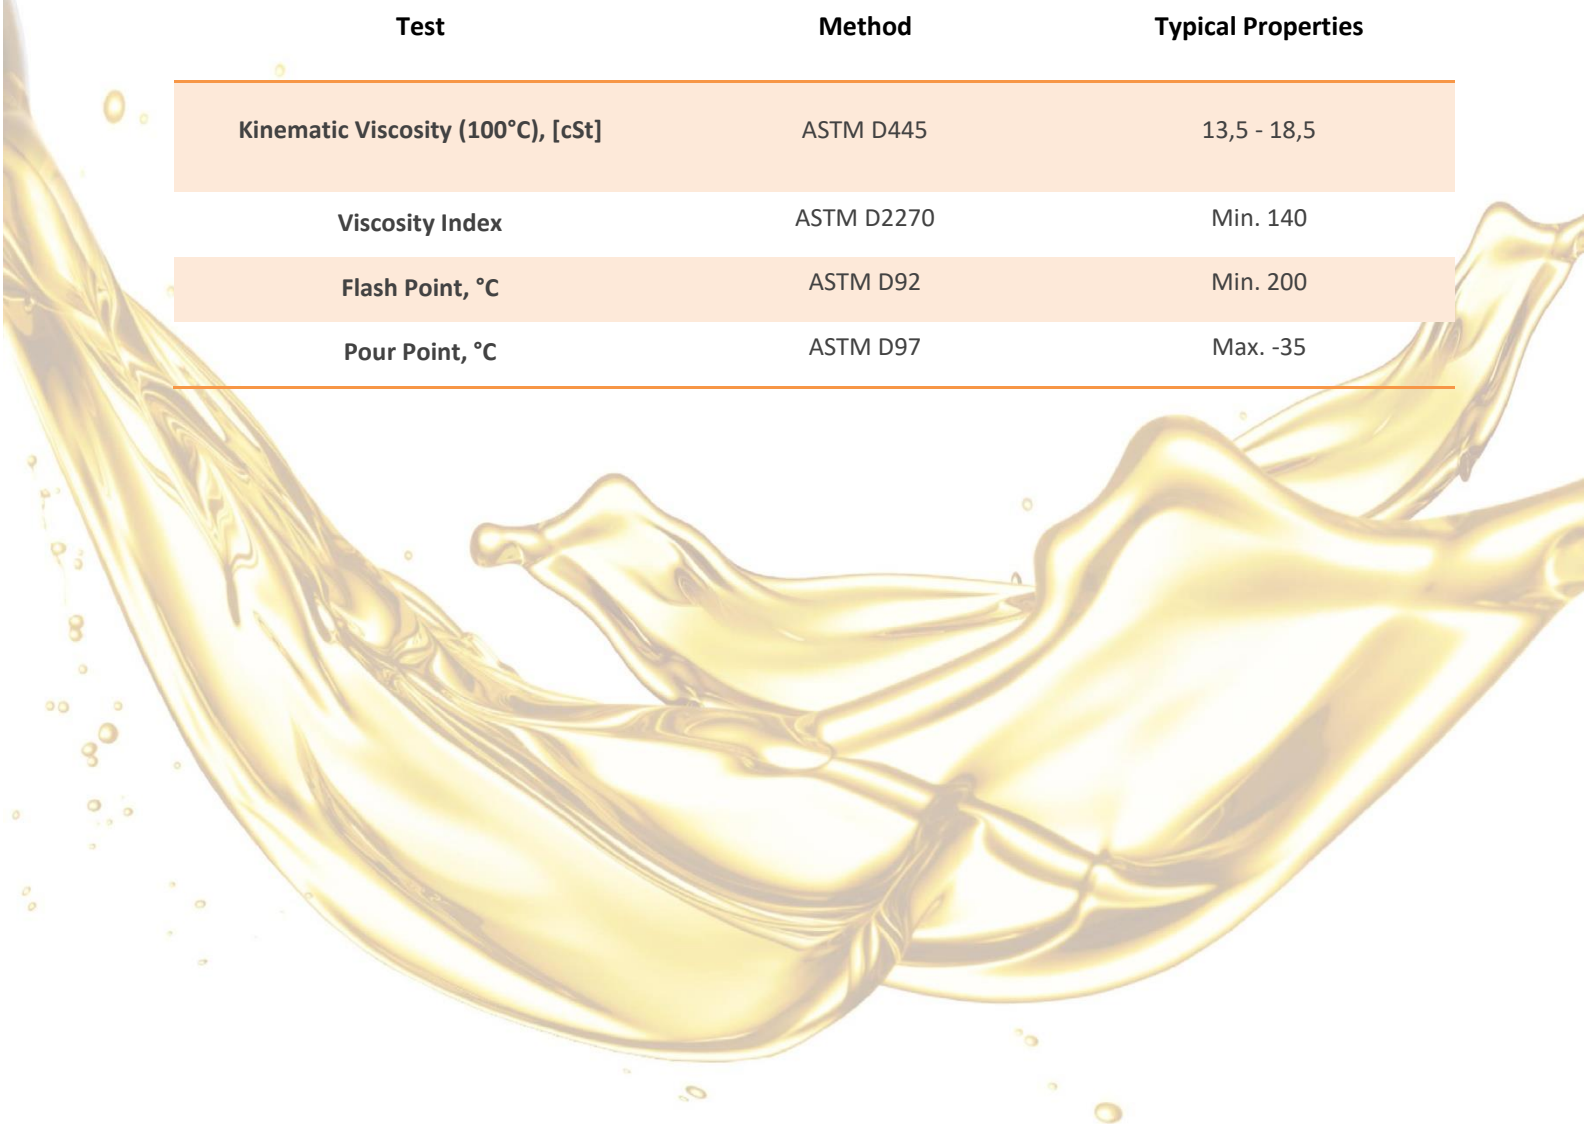 Test Method Typical Properties
Kinematic Viscosity (100°C), [cSt] ASTM D445 13,5 - 18,5
Viscosity Index ASTM D2270 Min. 140
Flash Point, °C ASTM D92 Min. 200
Pour Point, °C ASTM D97 Max. -35